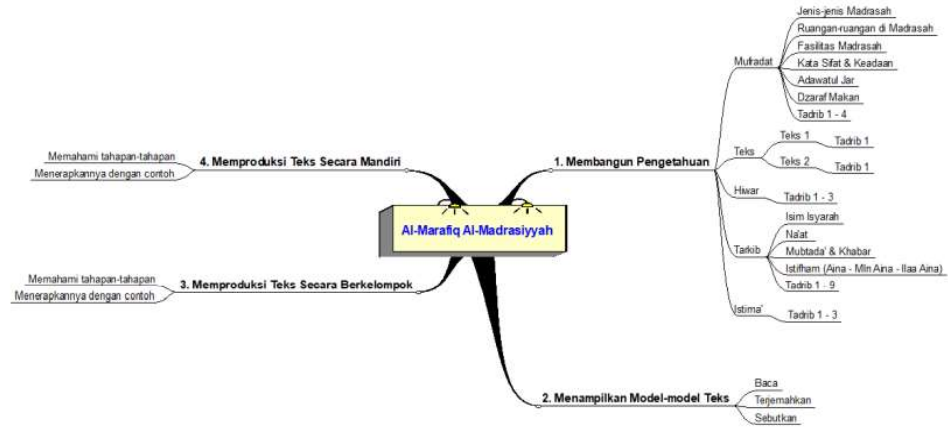 Al-Marafiq Al-Madrasiyyah
1. Membangun Pengetahuan
Mufradat
Jenis-jenis Madrasah
Ruangan-ruangan di Madrasah
Fasilitas Madrasah
Kata Sifat & Keadaan
Adawatul Jar
Dzaraf Makan
Tadrib 1 - 4
Teks
Teks 1
Tadrib 1
Teks 2
Tadrib 1
Hiwar
Tadrib 1 - 3
Tarkib
Isim Isyarah
Na'at
Mubtada' & Khabar
Istifham (Aina - MIn Aina - Ilaa Aina)
Tadrib 1 - 9
Istima'
Tadrib 1 - 3
2. Menampilkan Model-model Teks
Baca
Terjemahkan
Sebutkan
3. Memproduksi Teks Secara Berkelompok
Memahami tahapan-tahapan
Menerapkannya dengan contoh
4. Memproduksi Teks Secara Mandiri
Memahami tahapan-tahapan
Menerapkannya dengan contoh